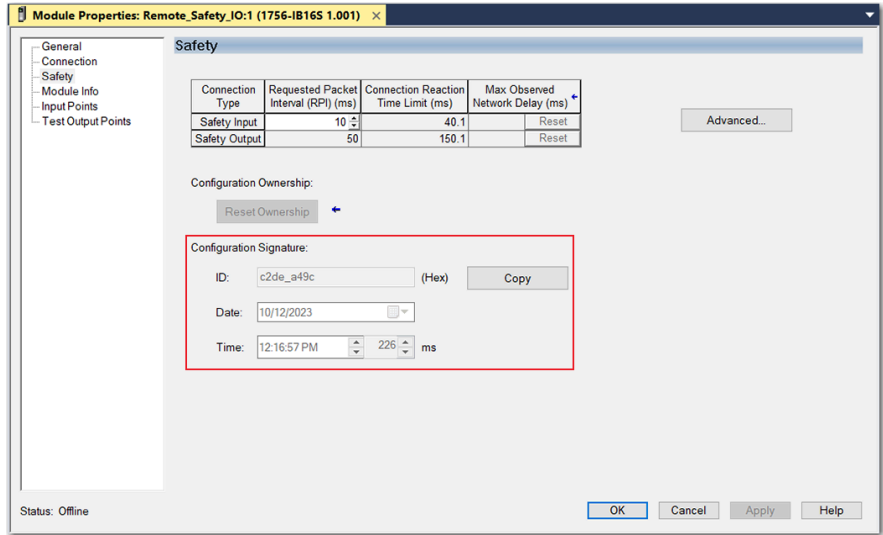 Module Properties: Remote_Safety_IO:1 (1756-IB16S 1.001) ×
General
Connection
Safety
Module Info
Input Points
Test Output Points
Safety
Connection Type Requested Packet Interval (RPI) (ms) Connection Reaction Time Limit (ms) Max Observed Network Delay (ms)
Safety Input 10 40.1 Reset
Safety Output 50 150.1 Reset
Advanced...
Configuration Ownership:
Reset Ownership
Configuration Signature:
ID: c2de_a49c (Hex) Copy
Date: 10/12/2023
Time: 12:16:57 PM 226 ms
Status: Offline
OK Cancel Apply Help